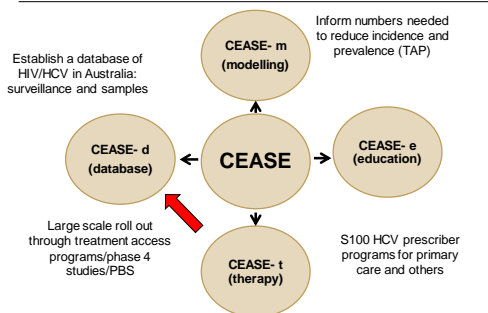 Inform numbers needed
to reduce incidence and
prevalence (TAP)
CEASE- m
(modelling)
Establish a database of
HIV/HCV in Australia:
surveillance and samples
CEASE- d
(database)
CEASE
CEASE- e
(education)
Large scale roll out
through treatment access
programs/phase 4
studies/PBS
CEASE- t
(therapy)
S100 HCV prescriber
programs for primary
care and others